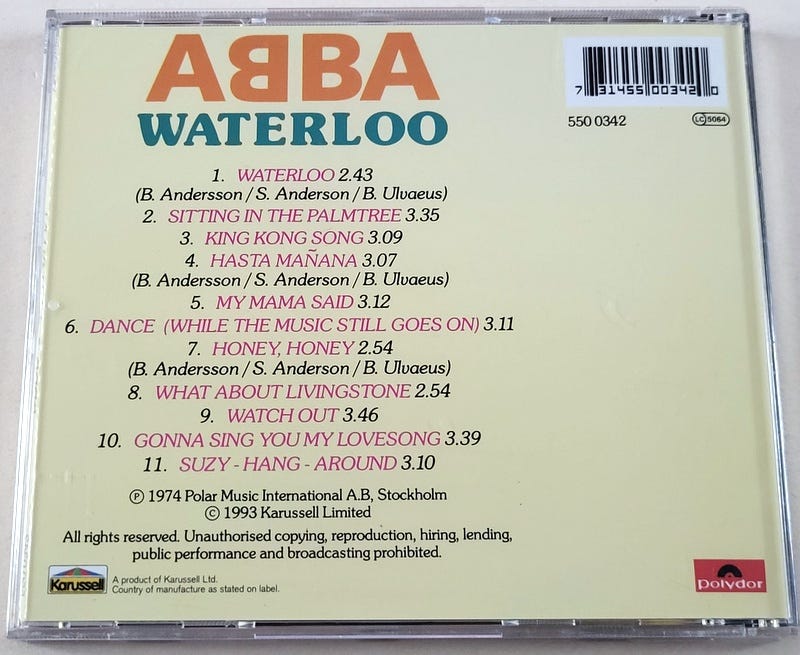 ABBA
WATERLOO
7 31455 00342 0
550 0342
LC 5064
1. WATERLOO 2.43
(B. Andersson / S. Anderson / B. Ulvaeus)
2. SITTING IN THE PALMTREE 3.35
3. KING KONG SONG 3.09
4. HASTA MAÑANA 3.07
(B. Andersson / S. Anderson / B. Ulvaeus)
5. MY MAMA SAID 3.12
6. DANCE (WHILE THE MUSIC STILL GOES ON) 3.11
7. HONEY, HONEY 2.54
(B. Andersson / S. Anderson / B. Ulvaeus)
8. WHAT ABOUT LIVINGSTONE 2.54
9. WATCH OUT 3.46
10. GONNA SING YOU MY LOVESONG 3.39
11. SUZY - HANG - AROUND 3.10
℗ 1974 Polar Music International A.B, Stockholm
© 1993 Karussell Limited
All rights reserved. Unauthorised copying, reproduction, hiring, lending,
public performance and broadcasting prohibited.
Karussell
A product of Karussell Ltd.
Country of manufacture as stated on label.
polydor